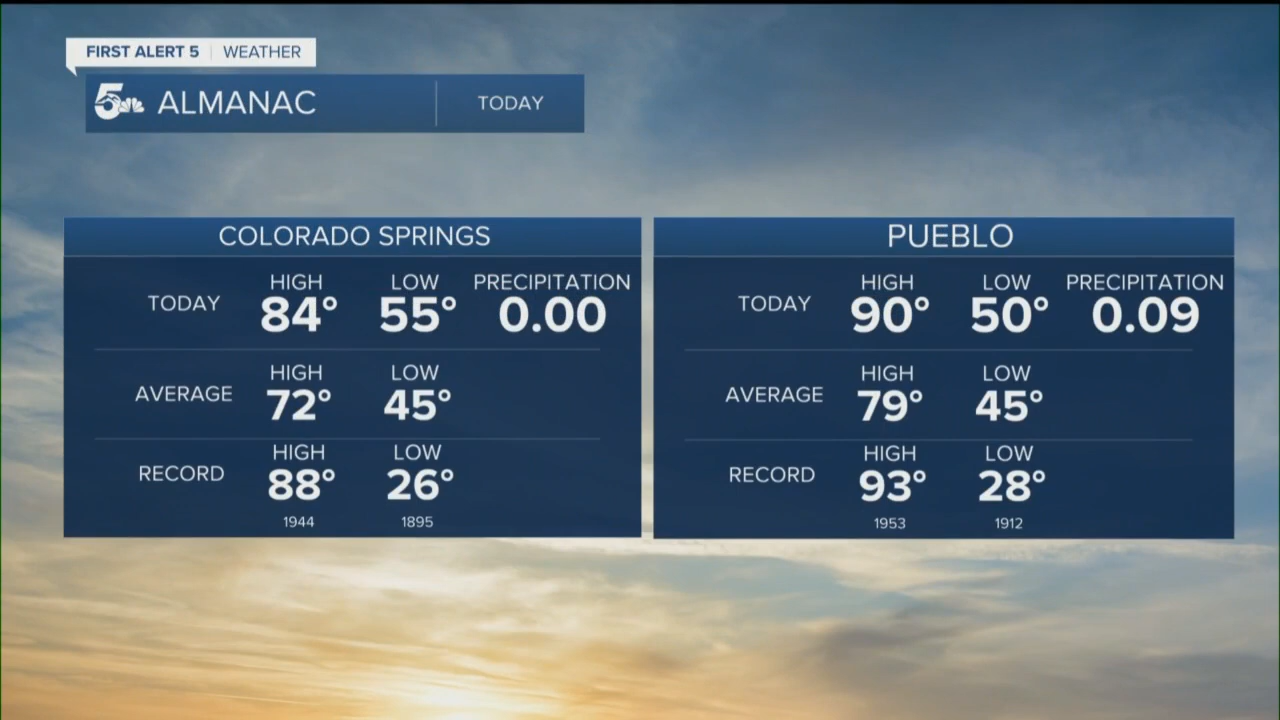 FIRST ALERT 5 | WEATHER
5 ALMANAC | TODAY
COLORADO SPRINGS
HIGH LOW PRECIPITATION
TODAY 84° 55° 0.00
HIGH LOW
AVERAGE 72° 45°
HIGH LOW
RECORD 88° 26°
1944 1895
PUEBLO
HIGH LOW PRECIPITATION
TODAY 90° 50° 0.09
HIGH LOW
AVERAGE 79° 45°
HIGH LOW
RECORD 93° 28°
1953 1912